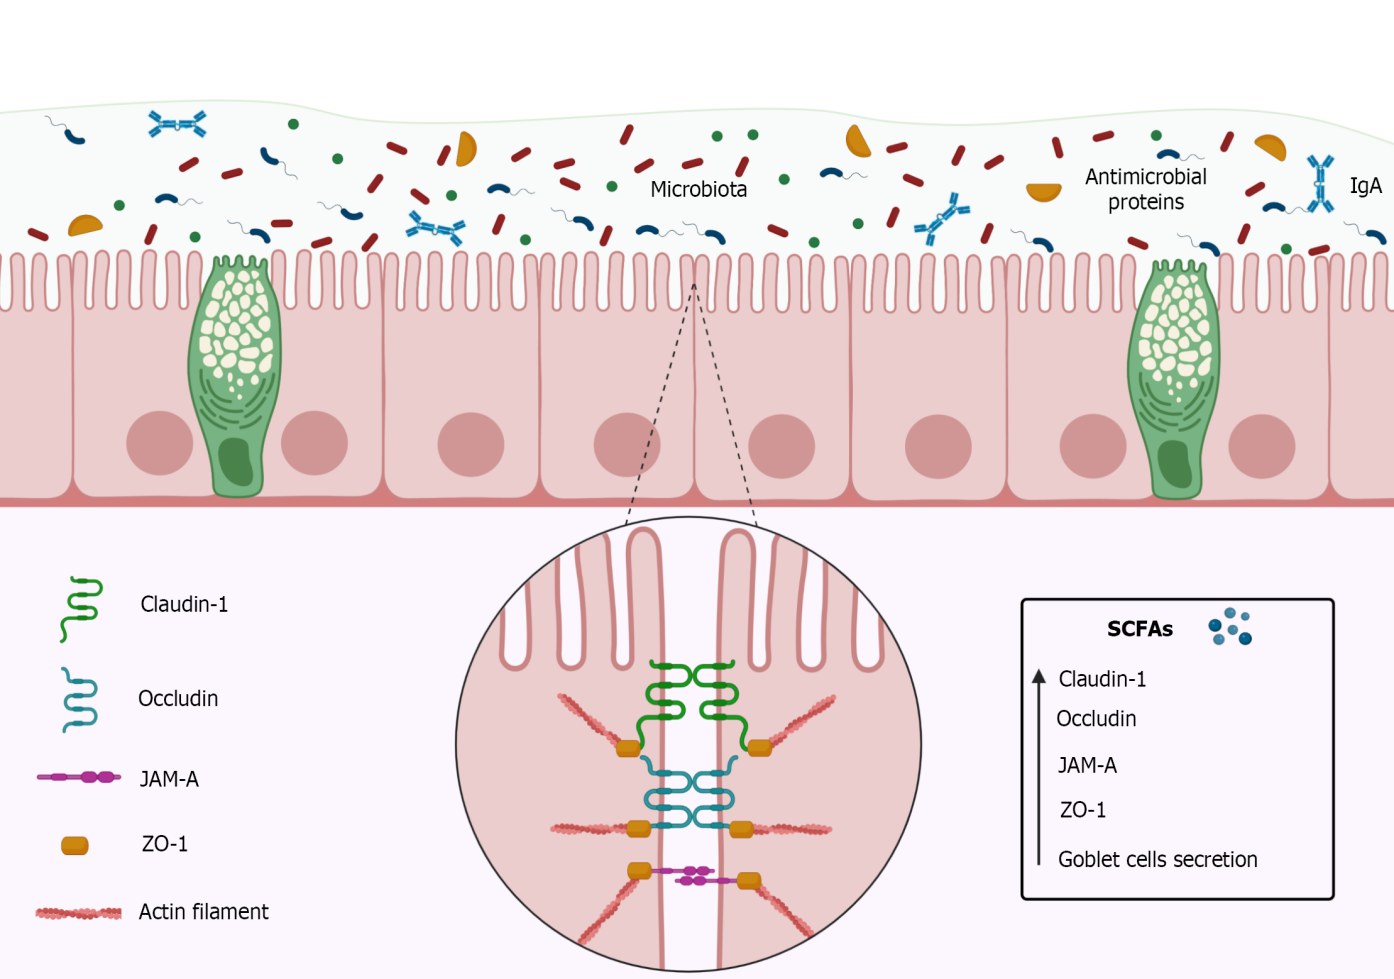 Microbiota
Antimicrobial
proteins
IgA
Claudin-1
Occludin
JAM-A
ZO-1
Actin filament
SCFAs
Claudin-1
Occludin
JAM-A
ZO-1
Goblet cells secretion